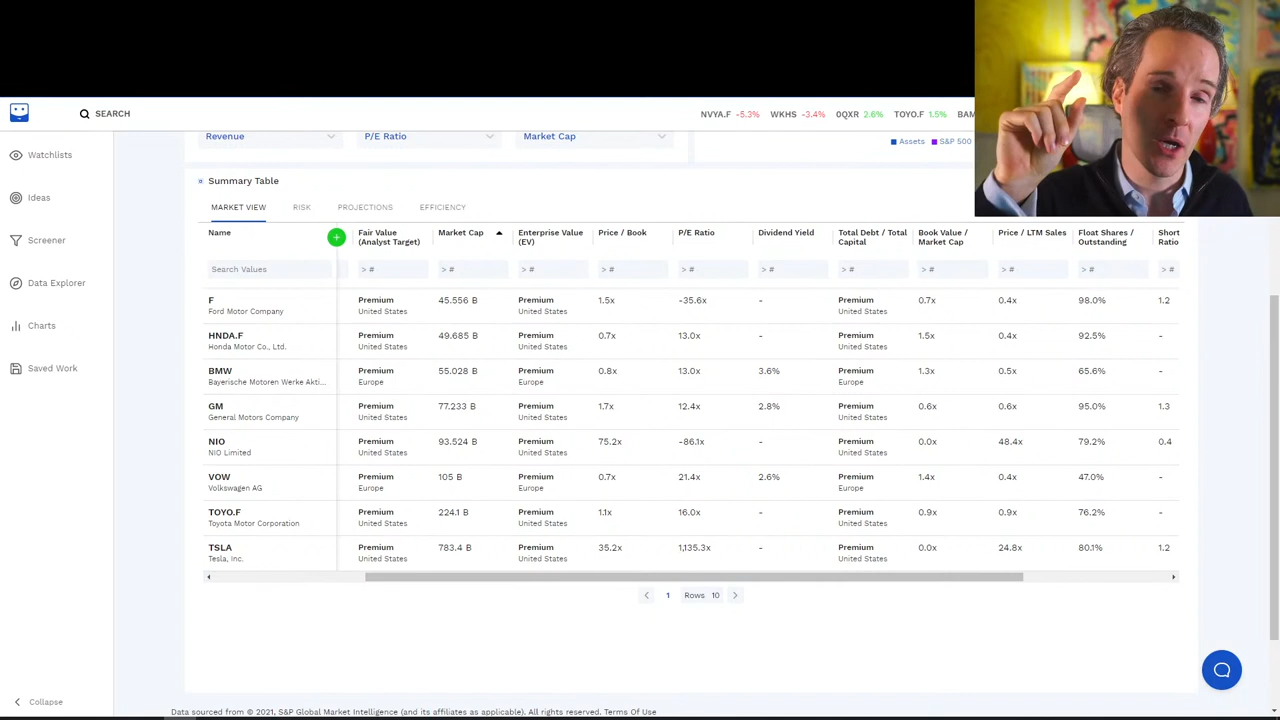 SEARCH
NVYA.F -5.3% WKHS -3.4% 0QXR 2.6% TOYO.F 1.5% BAM
Revenue P/E Ratio Market Cap
Assets S&P 500
Watchlists
Ideas
Screener
Data Explorer
Charts
Saved Work
Summary Table
MARKET VIEW RISK PROJECTIONS EFFICIENCY
Name Fair Value (Analyst Target) Market Cap Enterprise Value (EV) Price / Book P/E Ratio Dividend Yield Total Debt / Total Capital Book Value / Market Cap Price / LTM Sales Float Shares / Outstanding Short Ratio
Search Values > # > # > # > # > # > # > # > # > # > # > #
F Premium 45.556 B Premium 1.5x -35.6x - Premium 0.7x 0.4x 98.0% 1.2
Ford Motor Company United States United States United States
HNDA.F Premium 49.685 B Premium 0.7x 13.0x - Premium 1.5x 0.4x 92.5% -
Honda Motor Co., Ltd. United States United States United States
BMW Premium 55.028 B Premium 0.8x 13.0x 3.6% Premium 1.3x 0.5x 65.6% -
Bayerische Motoren Werke Akti... Europe Europe Europe
GM Premium 77.233 B Premium 1.7x 12.4x 2.8% Premium 0.6x 0.6x 95.0% 1.3
General Motors Company United States United States United States
NIO Premium 93.524 B Premium 75.2x -86.1x - Premium 0.0x 48.4x 79.2% 0.4
NIO Limited United States United States United States
VOW Premium 105 B Premium 0.7x 21.4x 2.6% Premium 1.4x 0.4x 47.0% -
Volkswagen AG Europe Europe Europe
TOYO.F Premium 224.1 B Premium 1.1x 16.0x - Premium 0.9x 0.9x 76.2% -
Toyota Motor Corporation United States United States United States
TSLA Premium 783.4 B Premium 35.2x 1,135.3x - Premium 0.0x 24.8x 80.1% 1.2
Tesla, Inc. United States United States United States
1 Rows 10
Collapse
Data sourced from © 2021, S&P Global Market Intelligence (and its affiliates as applicable). All rights reserved. Terms Of Use